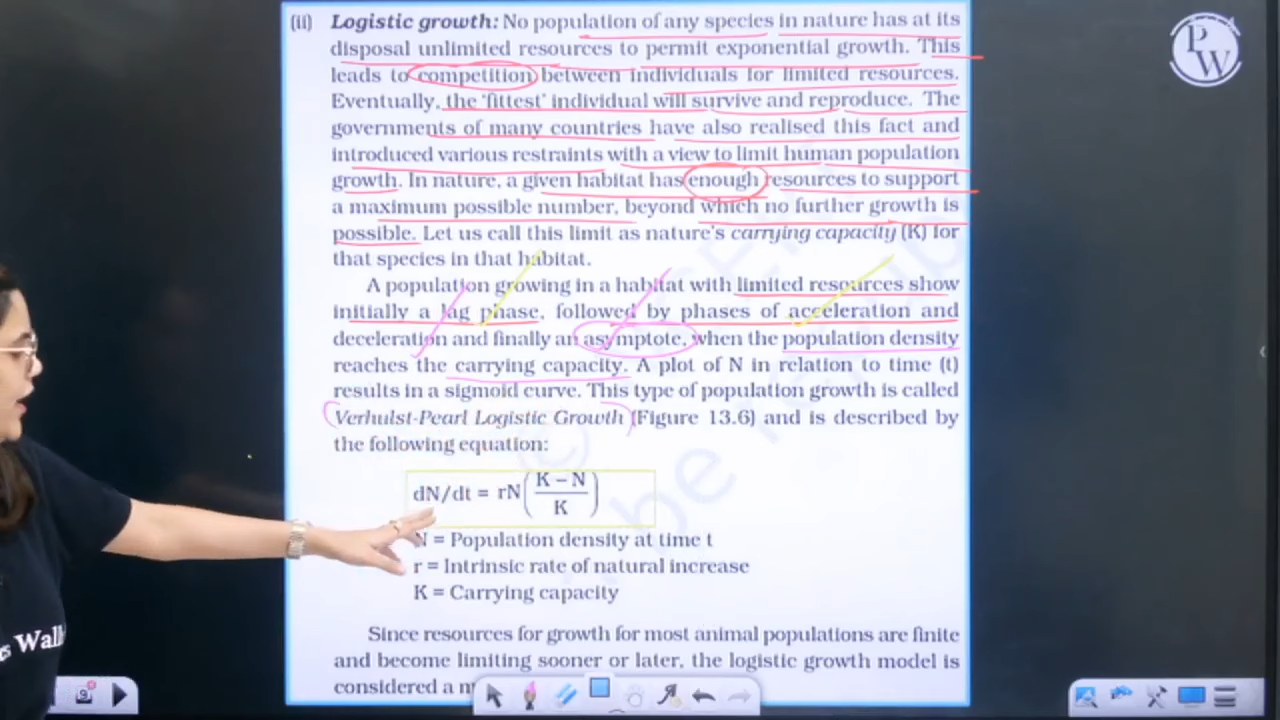 (ii) Logistic growth: No population of any species in nature has at its
disposal unlimited resources to permit exponential growth. This
leads to competition between individuals for limited resources.
Eventually, the 'fittest' individual will survive and reproduce. The
governments of many countries have also realised this fact and
introduced various restraints with a view to limit human population
growth. In nature, a given habitat has enough resources to support
a maximum possible number, beyond which no further growth is
possible. Let us call this limit as nature's carrying capacity (K) for
that species in that habitat.
A population growing in a habitat with limited resources show
initially a lag phase, followed by phases of acceleration and
deceleration and finally an asymptote, when the population density
reaches the carrying capacity. A plot of N in relation to time (t)
results in a sigmoid curve. This type of population growth is called
Verhulst-Pearl Logistic Growth (Figure 13.6) and is described by
the following equation:
dN/dt = rN(K – N / K)
N = Population density at time t
r = Intrinsic rate of natural increase
K = Carrying capacity
Since resources for growth for most animal populations are finite
and become limiting sooner or later, the logistic growth model is
considered a
PW